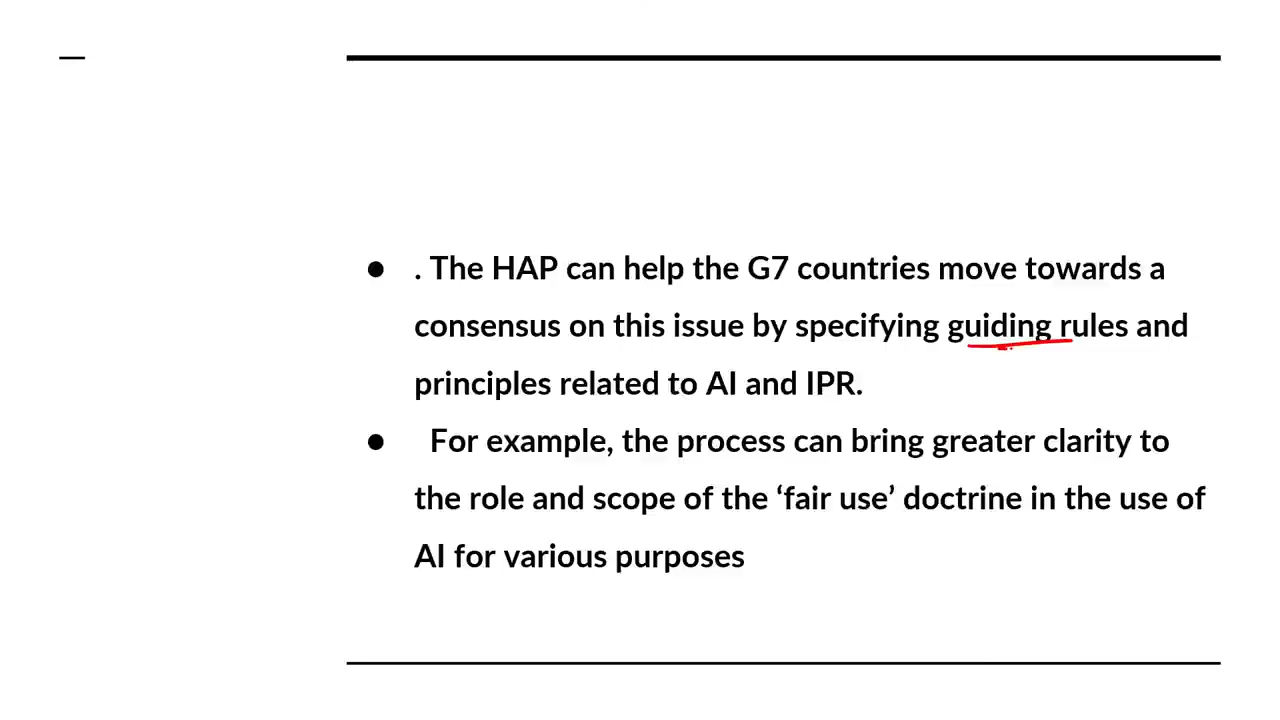 ● . The HAP can help the G7 countries move towards a
consensus on this issue by specifying guiding rules and
principles related to AI and IPR.
● For example, the process can bring greater clarity to
the role and scope of the ‘fair use’ doctrine in the use of
AI for various purposes